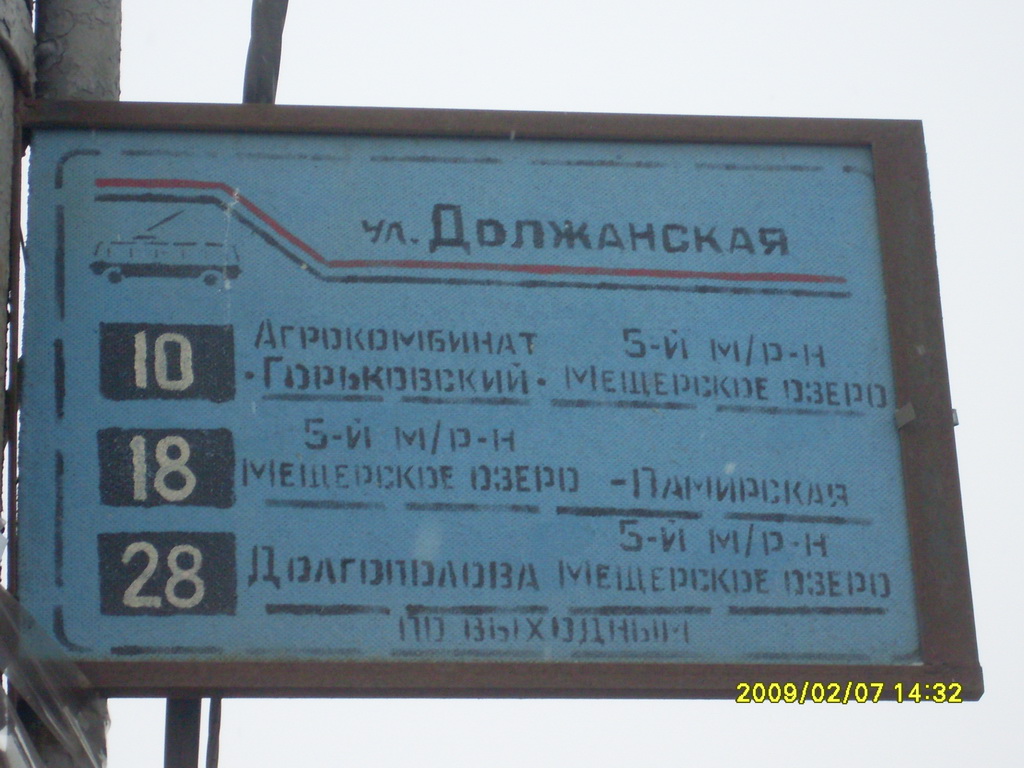 ул. Должанская
10 Агрокомбинат 5-й м/р-н
·Горьковский· Мещерское озеро
5-й м/р-н
18 Мещерское озеро -Памирская
5-й м/р-н
28 Долгополова Мещерское озеро
по выходным
2009/02/07 14:32